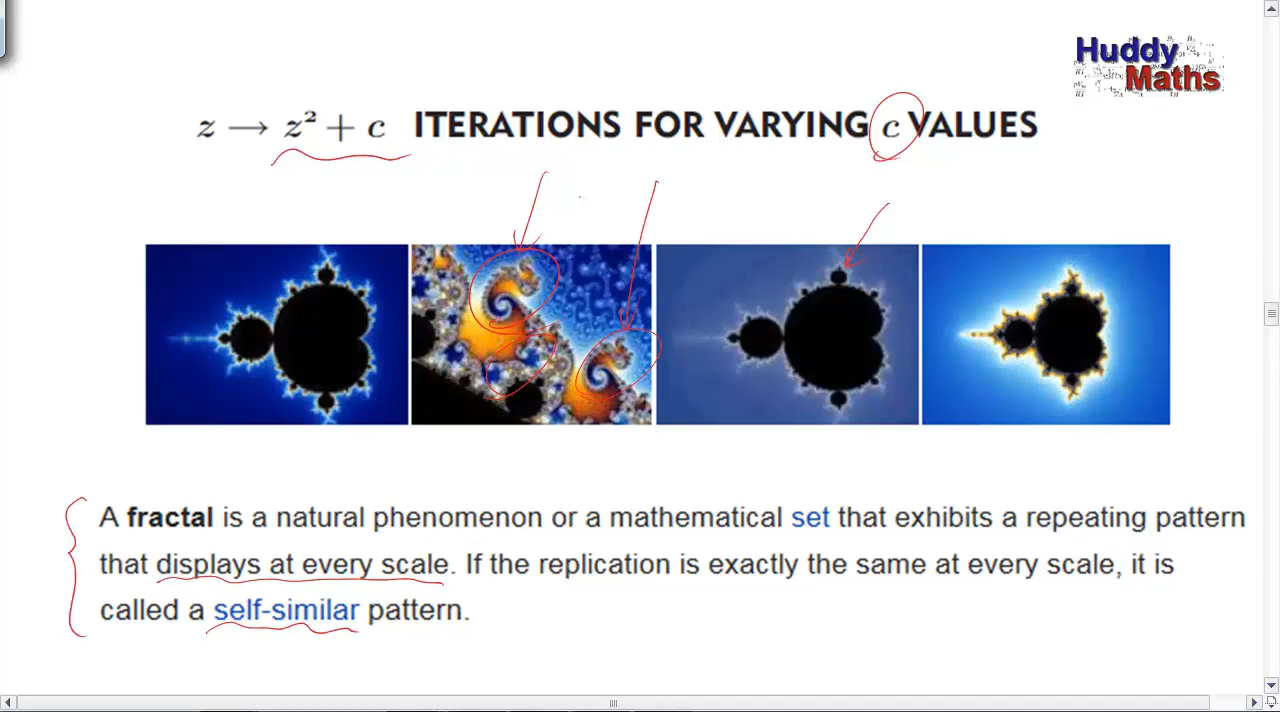 Huddy
Maths
z → z² + c ITERATIONS FOR VARYING c VALUES
A fractal is a natural phenomenon or a mathematical set that exhibits a repeating pattern
that displays at every scale. If the replication is exactly the same at every scale, it is
called a self-similar pattern.